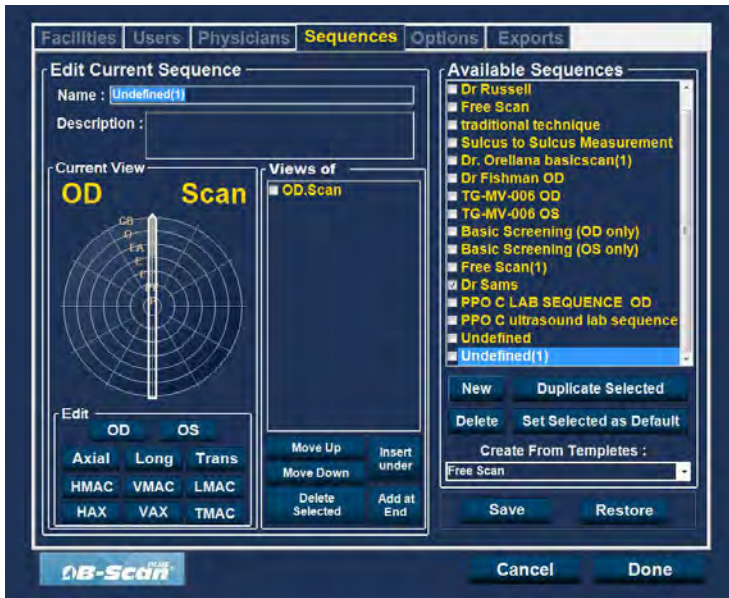 Facilities Users Physicians Sequences Options Exports
Edit Current Sequence
Name : Undefined(1)
Description :
Current View
OD Scan
CB
O
EA
E
Views of
OD.Scan
Edit
OD OS
Axial Long Trans
HMAC VMAC LMAC
HAX VAX TMAC
Move Up
Move Down
Delete Selected
Insert under
Add at End
Available Sequences
Dr Russell
Free Scan
traditional technique
Sulcus to Sulcus Measurement
Dr. Orellana basicscan(1)
Dr Fishman OD
TG-MV-006 OD
TG-MV-006 OS
Basic Screening (OD only)
Basic Screening (OS only)
Free Scan(1)
Dr Sams
PPO C LAB SEQUENCE OD
PPO C ultrasound lab sequence
Undefined
Undefined(1)
New Duplicate Selected
Delete Set Selected as Default
Create From Templetes :
Free Scan
Save Restore
B-Scan PLUS
Cancel Done